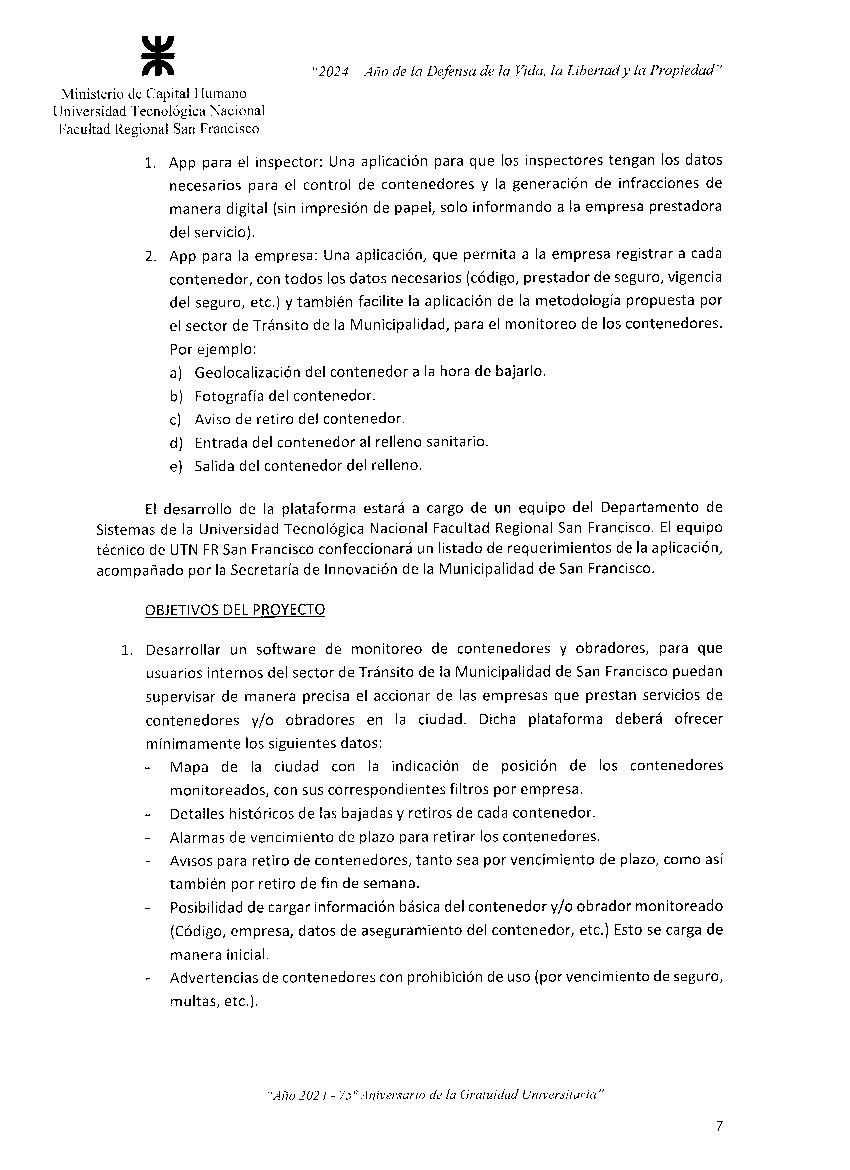 "2024 Año de la Defensa de la Vida, la Libertad y la Propiedad"
Ministerio de Capital Humano
Universidad Tecnológica Nacional
Facultad Regional San Francisco
1. App para el inspector: Una aplicación para que los inspectores tengan los datos
necesarios para el control de contenedores y la generación de infracciones de
manera digital (sin impresión de papel, solo informando a la empresa prestadora
del servicio).
2. App para la empresa: Una aplicación, que permita a la empresa registrar a cada
contenedor, con todos los datos necesarios (código, prestador de seguro, vigencia
del seguro, etc.) y también facilite la aplicación de la metodología propuesta por
el sector de Tránsito de la Municipalidad, para el monitoreo de los contenedores.
Por ejemplo:
a) Geolocalización del contenedor a la hora de bajarlo.
b) Fotografía del contenedor.
c) Aviso de retiro del contenedor.
d) Entrada del contenedor al relleno sanitario.
e) Salida del contenedor del relleno.
El desarrollo de la plataforma estará a cargo de un equipo del Departamento de
Sistemas de la Universidad Tecnológica Nacional Facultad Regional San Francisco. El equipo
técnico de UTN FR San Francisco confeccionará un listado de requerimientos de la aplicación,
acompañado por la Secretaría de Innovación de la Municipalidad de San Francisco.
OBJETIVOS DEL PROYECTO
1. Desarrollar un software de monitoreo de contenedores y obradores, para que
usuarios internos del sector de Tránsito de la Municipalidad de San Francisco puedan
supervisar de manera precisa el accionar de las empresas que prestan servicios de
contenedores y/o obradores en la ciudad. Dicha plataforma deberá ofrecer
mínimamente los siguientes datos:
- Mapa de la ciudad con la indicación de posición de los contenedores
monitoreados, con sus correspondientes filtros por empresa.
- Detalles históricos de las bajadas y retiros de cada contenedor.
- Alarmas de vencimiento de plazo para retirar los contenedores.
- Avisos para retiro de contenedores, tanto sea por vencimiento de plazo, como así
también por retiro de fin de semana.
- Posibilidad de cargar información básica del contenedor y/o obrador monitoreado
(Código, empresa, datos de aseguramiento del contenedor, etc.) Esto se carga de
manera inicial.
- Advertencias de contenedores con prohibición de uso (por vencimiento de seguro,
multas, etc.).
"Año 2024 - 75° Aniversario de la Gratuidad Universitaria"
7